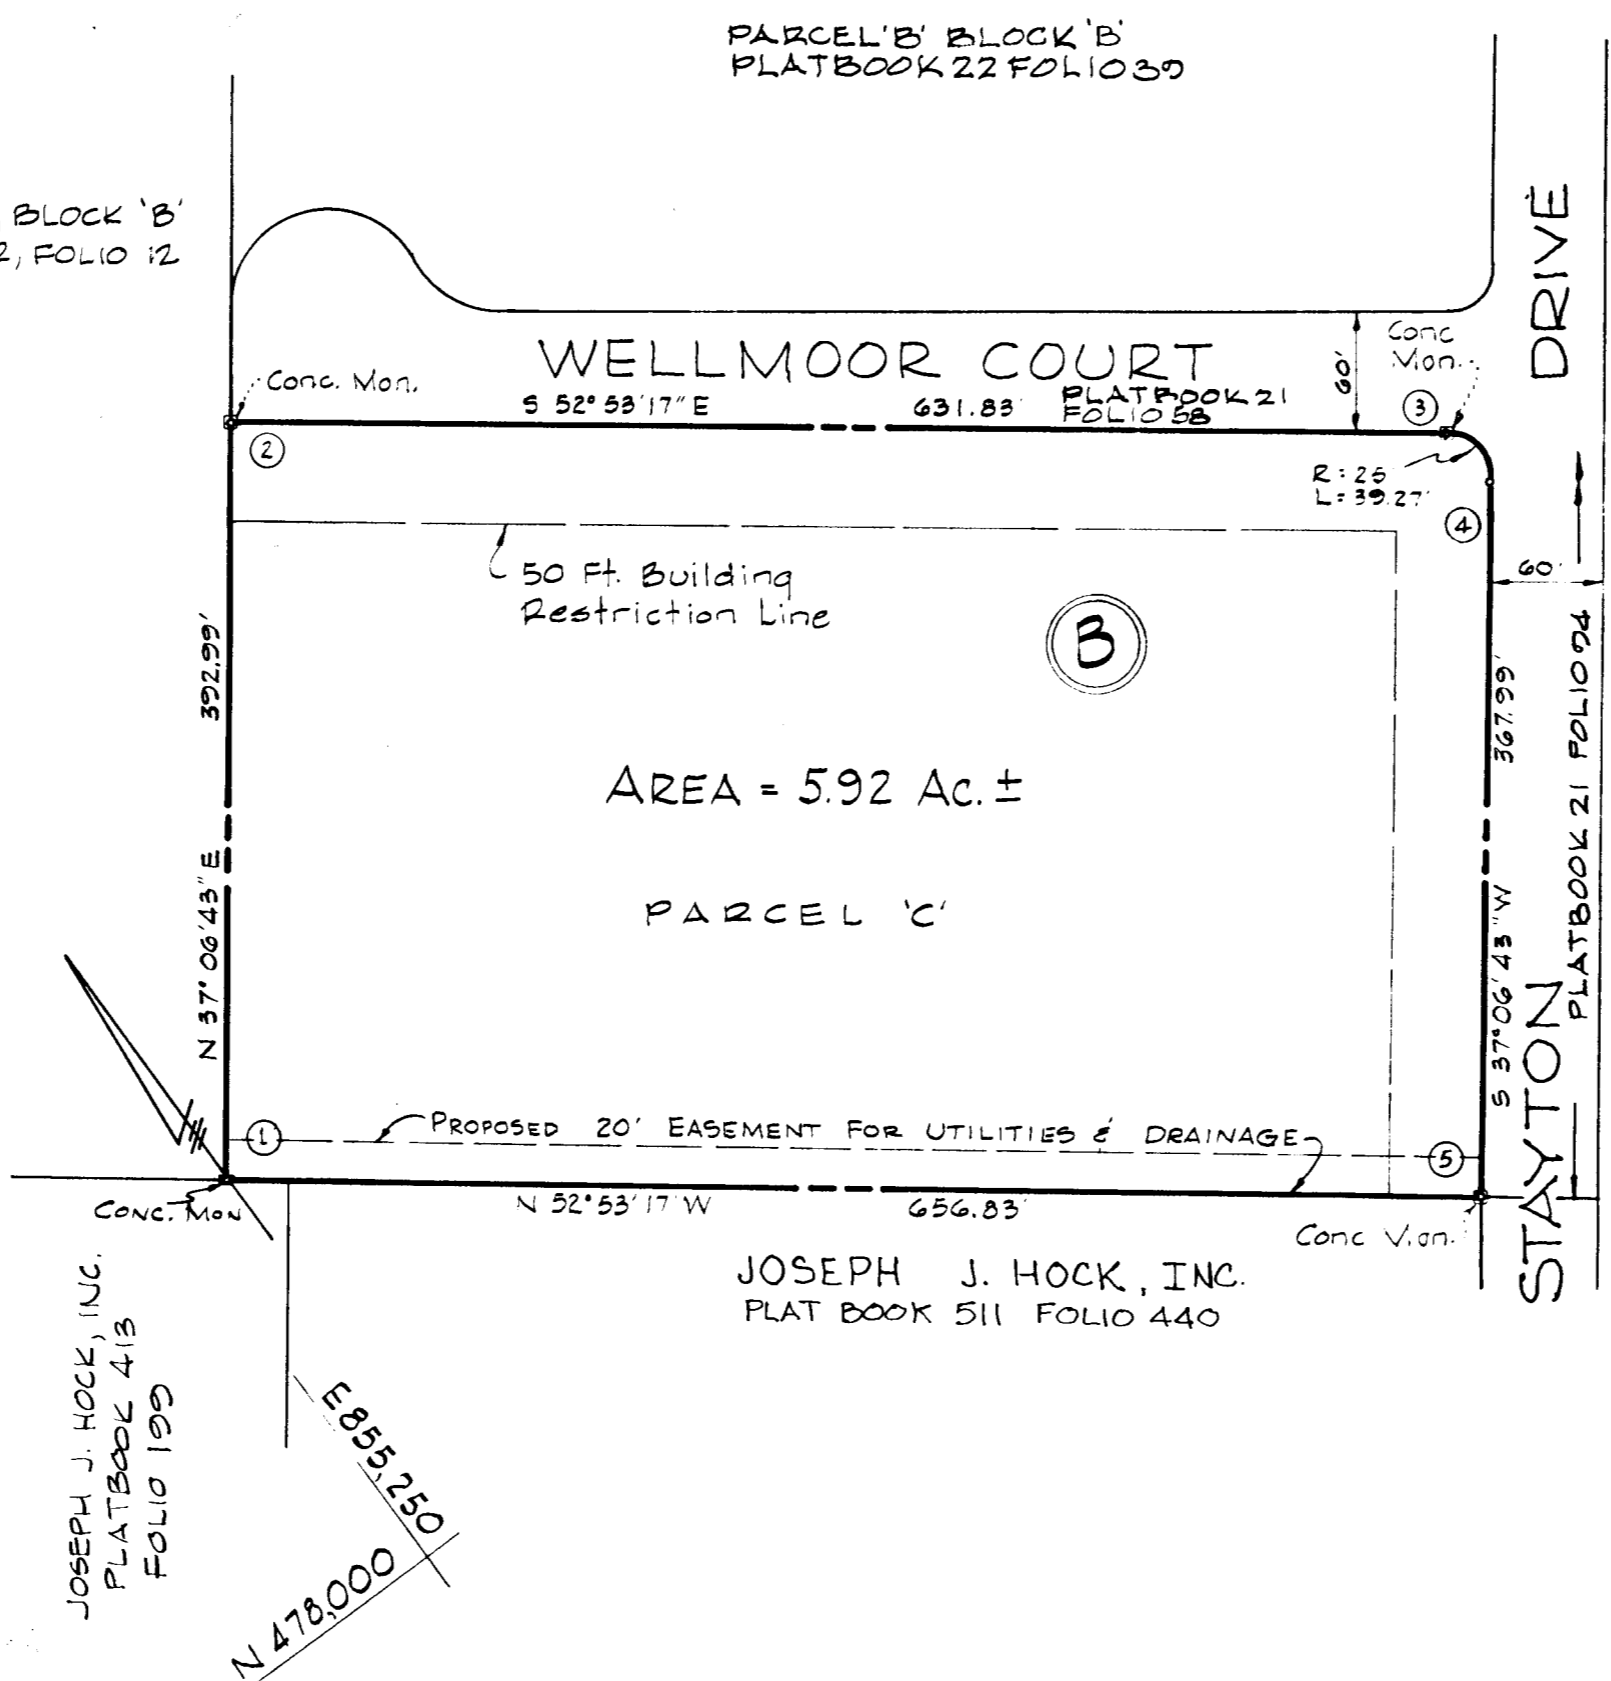 PARCEL 'B' BLOCK 'B'
PLATBOOK 22 FOLIO 39
BLOCK 'B'
2, FOLIO 12
DRIVE
WELLMOOR COURT
PLATBOOK 21
FOLIO 58
60'
Conc
Mon.
Conc. Mon.
S 52° 53' 17" E
631.83'
3
2
R = 25'
L = 39.27'
4
60'
50 Ft. Building
Restriction Line
B
392.99'
N 37° 06' 43" E
367.99'
S 37° 06' 43" W
PLATBOOK 21 FOLIO 94
AREA = 5.92 AC. ±
PARCEL 'C'
STAYTON
1
PROPOSED 20' EASEMENT FOR UTILITIES & DRAINAGE
5
CONC. MON
N 52° 53' 17" W
656.83'
Conc Mon.
JOSEPH J. HOCK, INC.
PLAT BOOK 511 FOLIO 440
JOSEPH J. HOCK, INC.
PLATBOOK 413
FOLIO 199
E 855,250
N 478,000